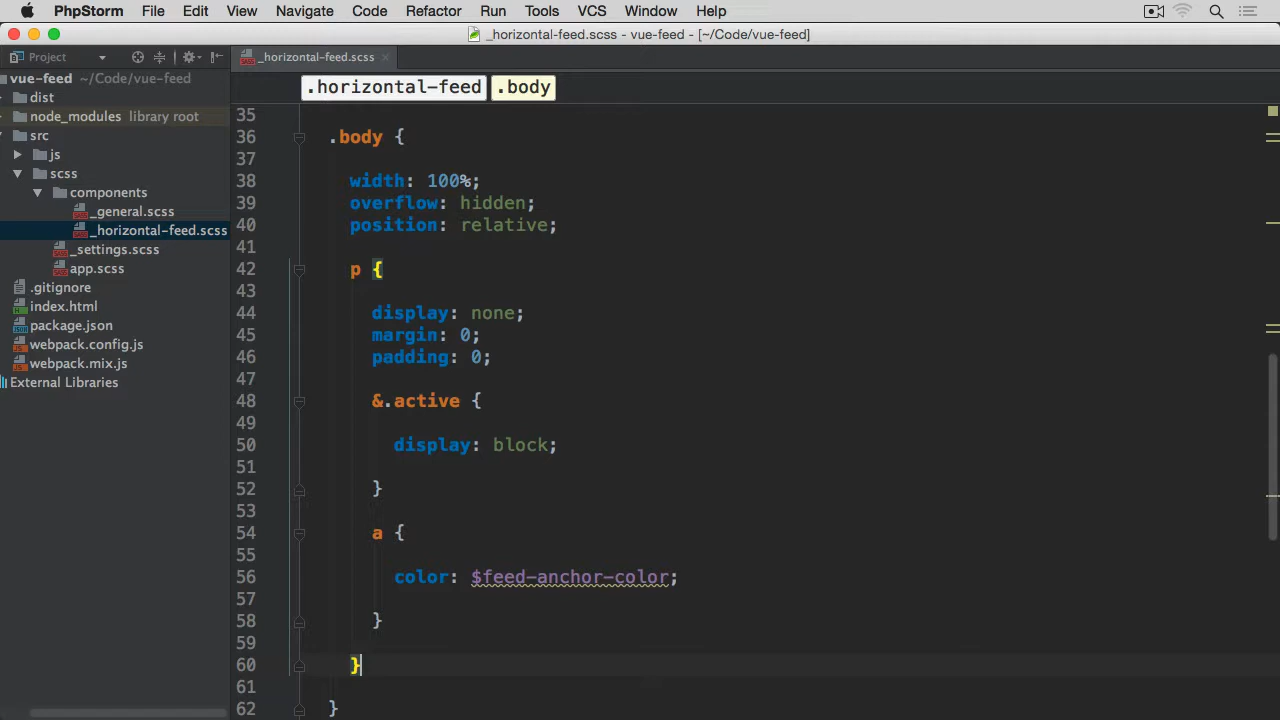 PhpStorm File Edit View Navigate Code Refactor Run Tools VCS Window Help
_horizontal-feed.scss - vue-feed - [~/Code/vue-feed]
Project
_horizontal-feed.scss
vue-feed ~/Code/vue-feed
dist
node_modules library root
src
js
scss
components
_general.scss
_horizontal-feed.scss
_settings.scss
app.scss
.gitignore
index.html
package.json
webpack.config.js
webpack.mix.js
External Libraries
.horizontal-feed .body
35
36 .body {
37
38 width: 100%;
39 overflow: hidden;
40 position: relative;
41
42 p {
43
44 display: none;
45 margin: 0;
46 padding: 0;
47
48 &.active {
49
50 display: block;
51
52 }
53
54 a {
55
56 color: $feed-anchor-color;
57
58 }
59
60 }
61
62 }